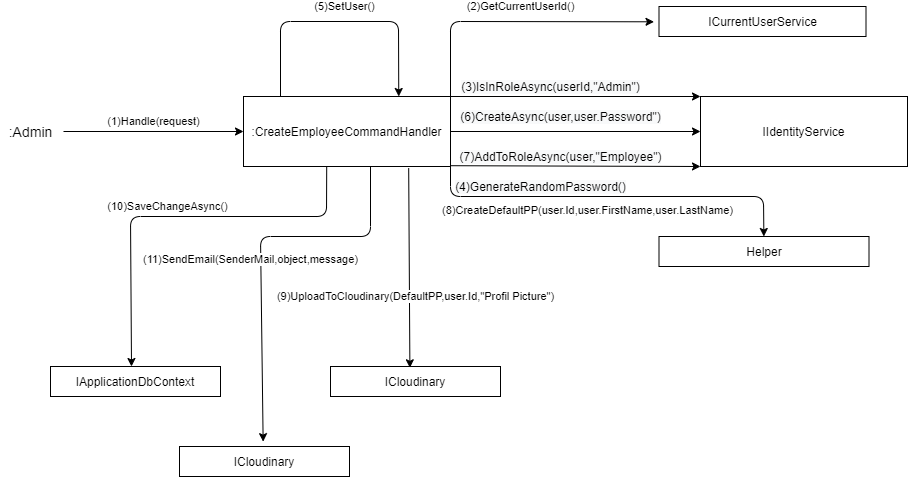 (5)SetUser()
(2)GetCurrentUserId()
ICurrentUserService
(3)IsInRoleAsync(userId,"Admin")
:Admin
(1)Handle(request)
:CreateEmployeeCommandHandler
(6)CreateAsync(user,user.Password")
IIdentityService
(7)AddToRoleAsync(user,"Employee")
(4)GenerateRandomPassword()
(10)SaveChangeAsync()
(8)CreateDefaultPP(user.Id,user.FirstName,user.LastName)
Helper
(11)SendEmail(SenderMail,object,message)
(9)UploadToCloudinary(DefaultPP,user.Id,"Profil Picture")
IApplicationDbContext
ICloudinary
ICloudinary